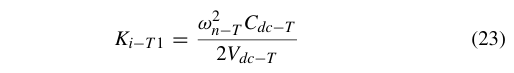 K_{i-T1} = \frac{\omega_{n-T}^{2} C_{dc-T}}{2V_{dc-T}} (23)